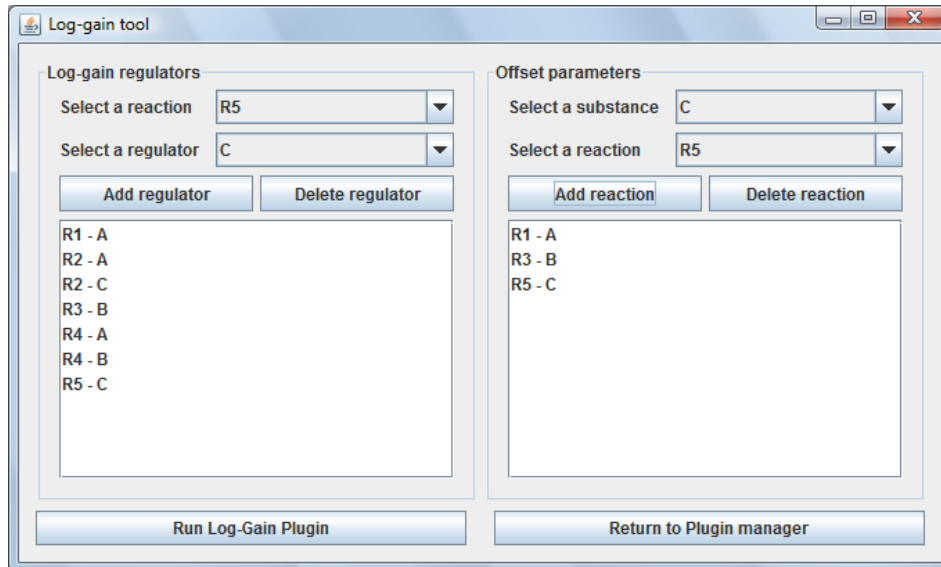 Log-gain tool
Log-gain regulators
Select a reaction R5
Select a regulator C
Add regulator Delete regulator
R1 - A
R2 - A
R2 - C
R3 - B
R4 - A
R4 - B
R5 - C
Offset parameters
Select a substance C
Select a reaction R5
Add reaction Delete reaction
R1 - A
R3 - B
R5 - C
Run Log-Gain Plugin Return to Plugin manager